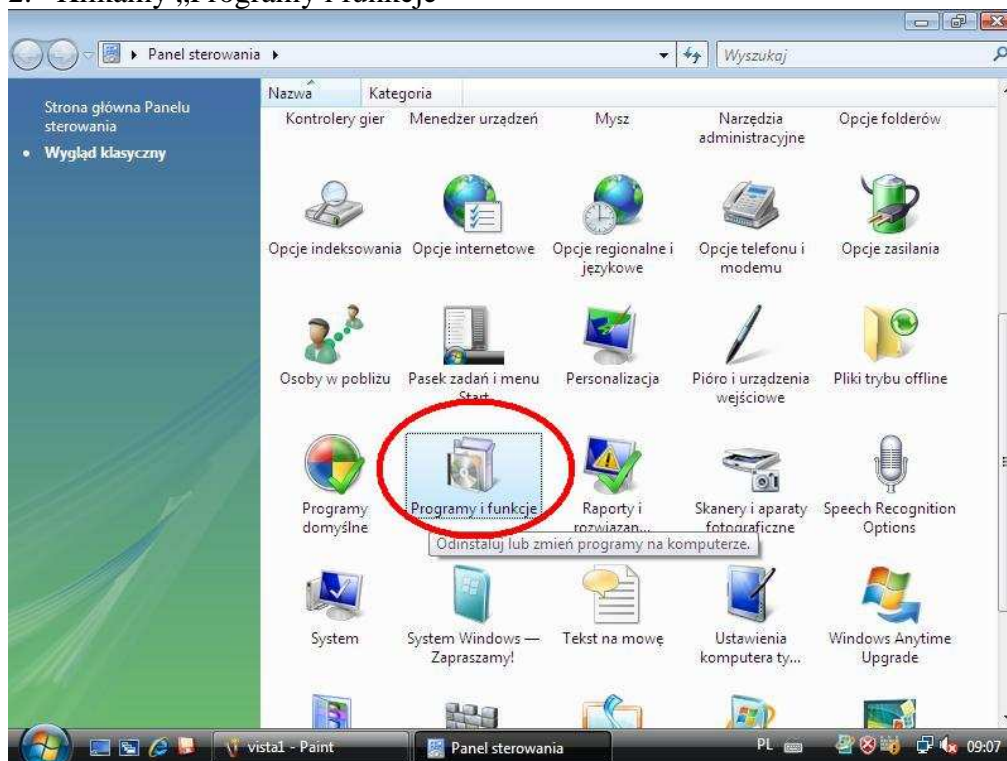 2. Klikamy „Programy i funkcje”
Panel sterowania
Wyszukaj
Strona główna Panelu
sterowania
Wygląd klasyczny
Nazwa Kategoria
Kontrolery gier Menedżer urządzeń Mysz Narzędzia
administracyjne Opcje folderów
Opcje indeksowania Opcje internetowe Opcje regionalne i
językowe Opcje telefonu i
modemu Opcje zasilania
Osoby w pobliżu Pasek zadań i menu
Start Personalizacja Pióro i urządzenia
wejściowe Pliki trybu offline
Programy
domyślne Programy i funkcje Raporty i
rozwiązan... Skanery i aparaty
fotograficzne Speech Recognition
Options
Odinstaluj lub zmień programy na komputerze.
System System Windows —
Zapraszamy! Tekst na mowę Ustawienia
komputera ty... Windows Anytime
Upgrade
vista1 - Paint Panel sterowania PL 09:07